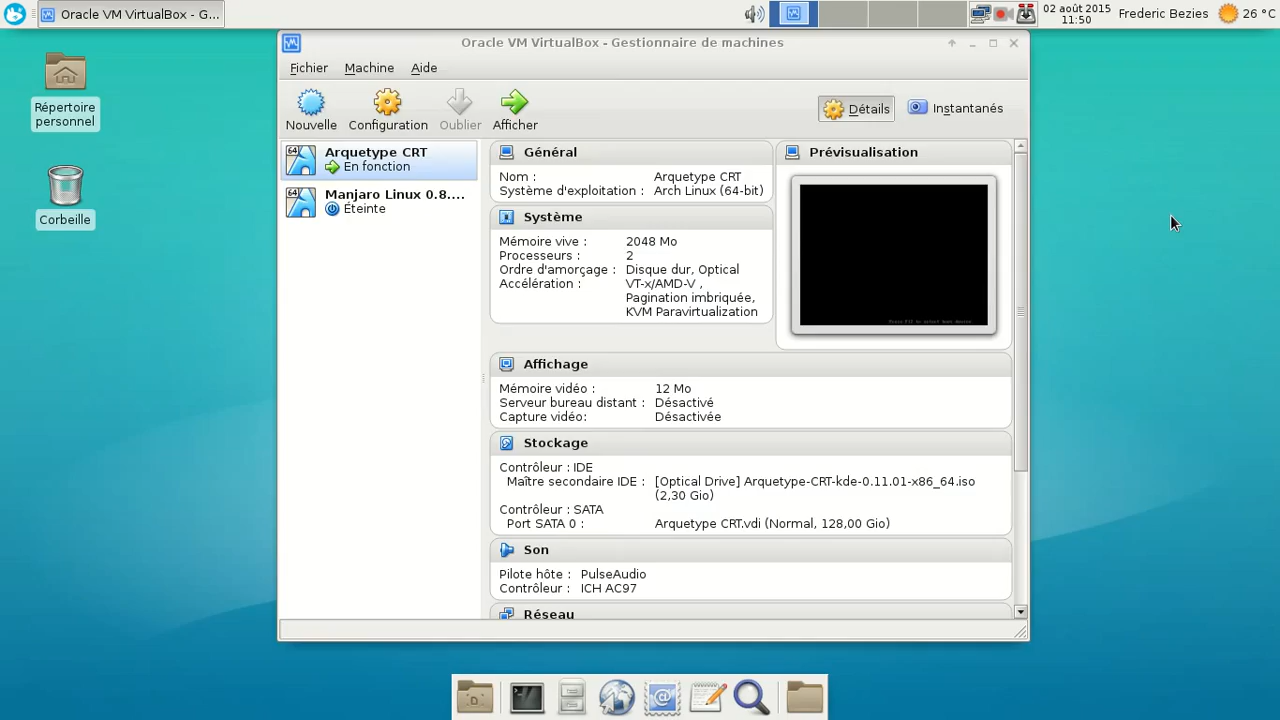 Oracle VM VirtualBox - G...
02 août 2015
11:50
Frederic Bezies
26 °C
Répertoire
personnel
Corbeille
Oracle VM VirtualBox - Gestionnaire de machines
Fichier Machine Aide
Nouvelle Configuration Oublier Afficher Détails Instantanés
64 Arquetype CRT
En fonction
64 Manjaro Linux 0.8....
Éteinte
Général
Nom : Arquetype CRT
Système d'exploitation : Arch Linux (64-bit)
Système
Mémoire vive : 2048 Mo
Processeurs : 2
Ordre d'amorçage : Disque dur, Optical
Accélération : VT-x/AMD-V ,
Pagination imbriquée,
KVM Paravirtualization
Prévisualisation
Affichage
Mémoire vidéo : 12 Mo
Serveur bureau distant : Désactivé
Capture vidéo: Désactivée
Stockage
Contrôleur : IDE
Maître secondaire IDE : [Optical Drive] Arquetype-CRT-kde-0.11.01-x86_64.iso
(2,30 Gio)
Contrôleur : SATA
Port SATA 0 : Arquetype CRT.vdi (Normal, 128,00 Gio)
Son
Pilote hôte : PulseAudio
Contrôleur : ICH AC97
Réseau